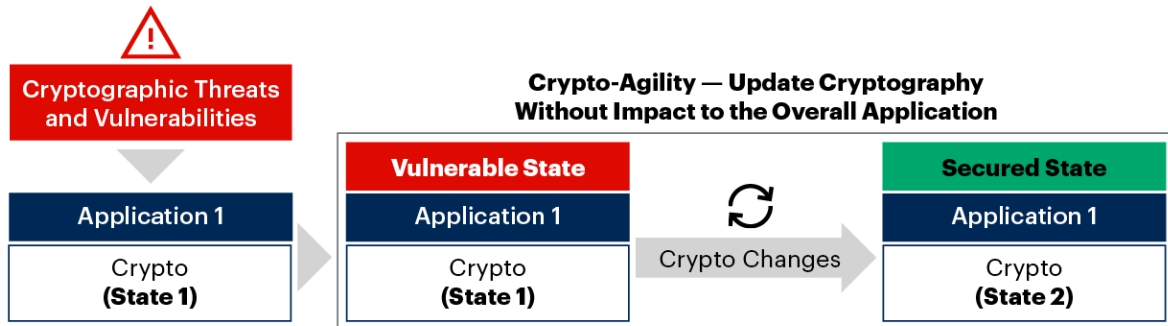 Cryptographic Threats
and Vulnerabilities
Application 1
Crypto
(State 1)
Crypto-Agility — Update Cryptography
Without Impact to the Overall Application
Vulnerable State
Application 1
Crypto
(State 1)
Crypto Changes
Secured State
Application 1
Crypto
(State 2)